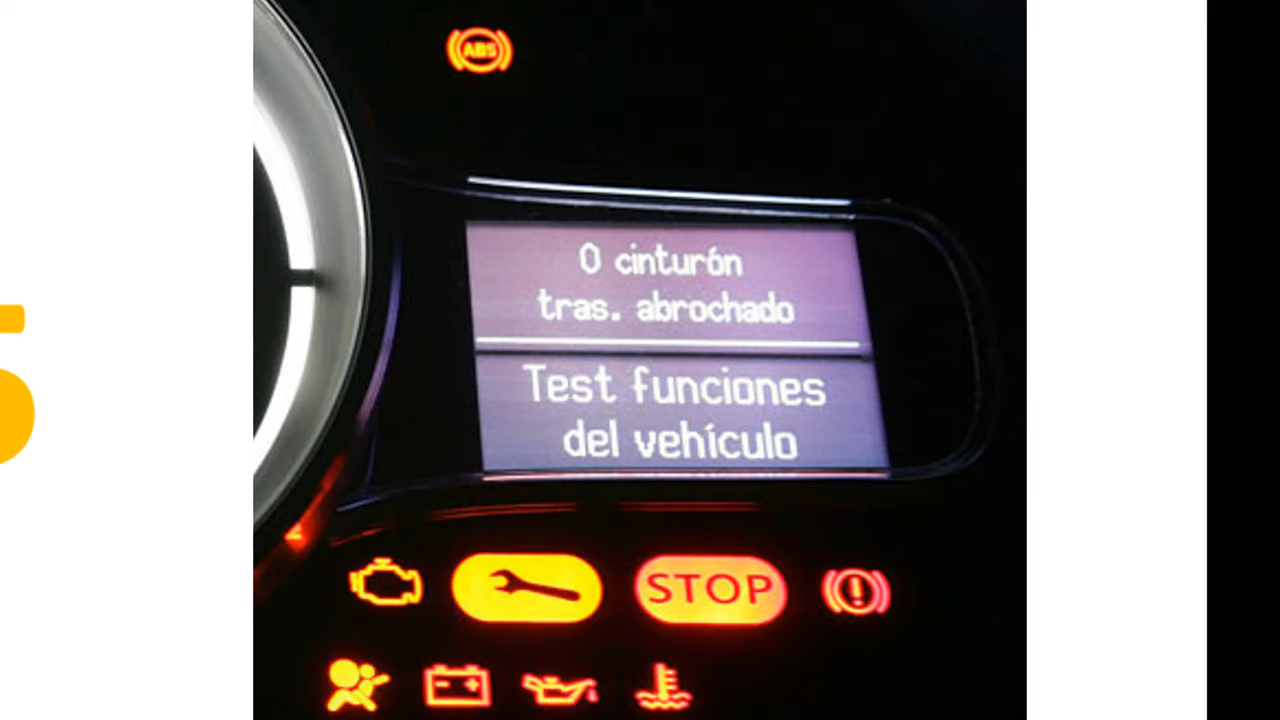 ABS
0 cinturón
tras. abrochado
Test funciones
del vehículo
STOP